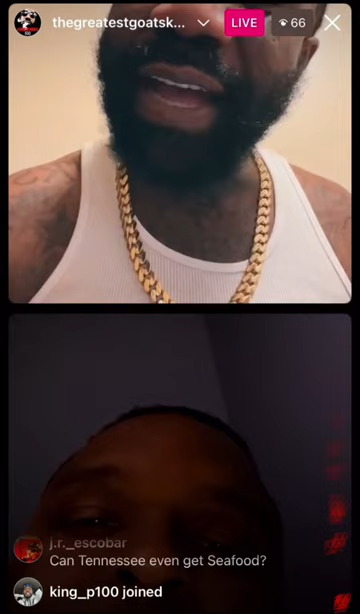 thegreatestgoatsk...
LIVE
66
j.r._escobar
Can Tennessee even get Seafood?
king_p100 joined